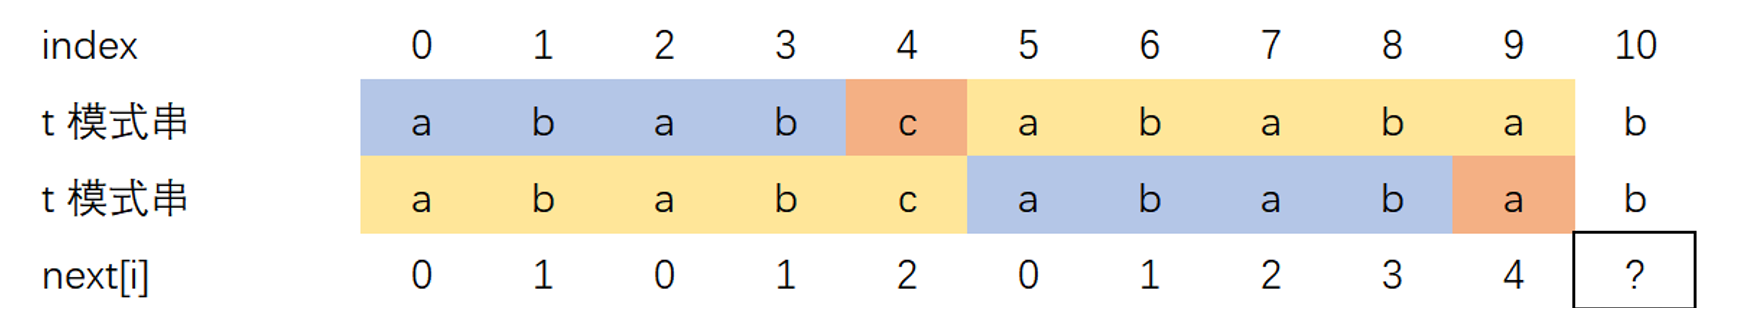 index 0 1 2 3 4 5 6 7 8 9 10
t 模式串 a b a b c a b a b a b
t 模式串 a b a b c a b a b a b
next[i] 0 1 0 1 2 0 1 2 3 4 ?